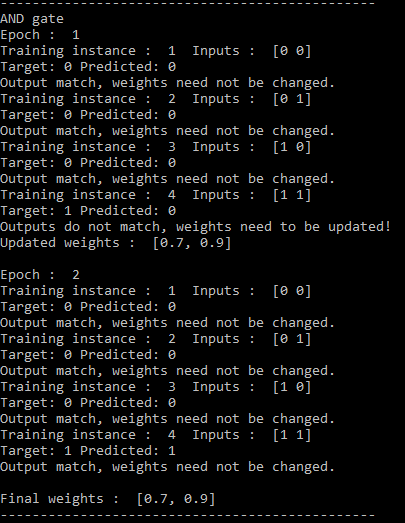 --------------------------------------------------
AND gate
Epoch :  1
Training instance :  1  Inputs :  [0 0]
Target: 0 Predicted: 0
Output match, weights need not be changed.
Training instance :  2  Inputs :  [0 1]
Target: 0 Predicted: 0
Output match, weights need not be changed.
Training instance :  3  Inputs :  [1 0]
Target: 0 Predicted: 0
Output match, weights need not be changed.
Training instance :  4  Inputs :  [1 1]
Target: 1 Predicted: 0
Outputs do not match, weights need to be updated!
Updated weights :  [0.7, 0.9]

Epoch :  2
Training instance :  1  Inputs :  [0 0]
Target: 0 Predicted: 0
Output match, weights need not be changed.
Training instance :  2  Inputs :  [0 1]
Target: 0 Predicted: 0
Output match, weights need not be changed.
Training instance :  3  Inputs :  [1 0]
Target: 0 Predicted: 0
Output match, weights need not be changed.
Training instance :  4  Inputs :  [1 1]
Target: 1 Predicted: 1
Output match, weights need not be changed.

Final weights :  [0.7, 0.9]
--------------------------------------------------